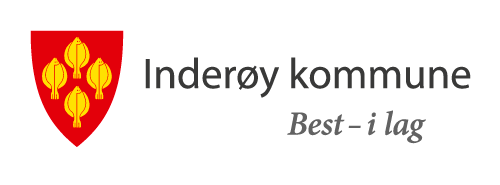 Inderøy kommune
Best – i lag